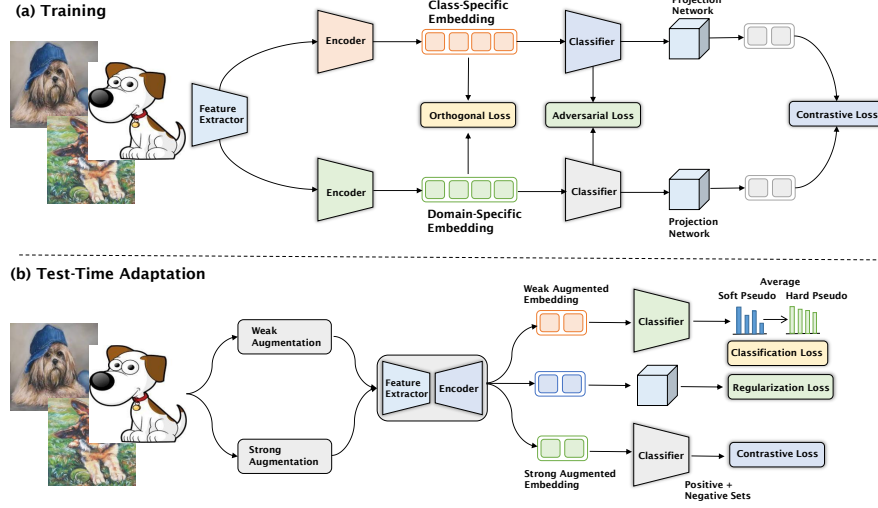 (a) Training
Class-Specific
Embedding
Projection
Network
Encoder
Classifier
Feature
Extractor
Orthogonal Loss
Adversarial Loss
Contrastive Loss
Encoder
Classifier
Domain-Specific
Embedding
Projection
Network
(b) Test-Time Adaptation
Weak Augmented
Embedding
Average
Soft Pseudo
Hard Pseudo
Weak
Augmentation
Classifier
Classification Loss
Feature
Extractor
Encoder
Regularization Loss
Strong
Augmentation
Classifier
Contrastive Loss
Strong Augmented
Embedding
Positive +
Negative Sets